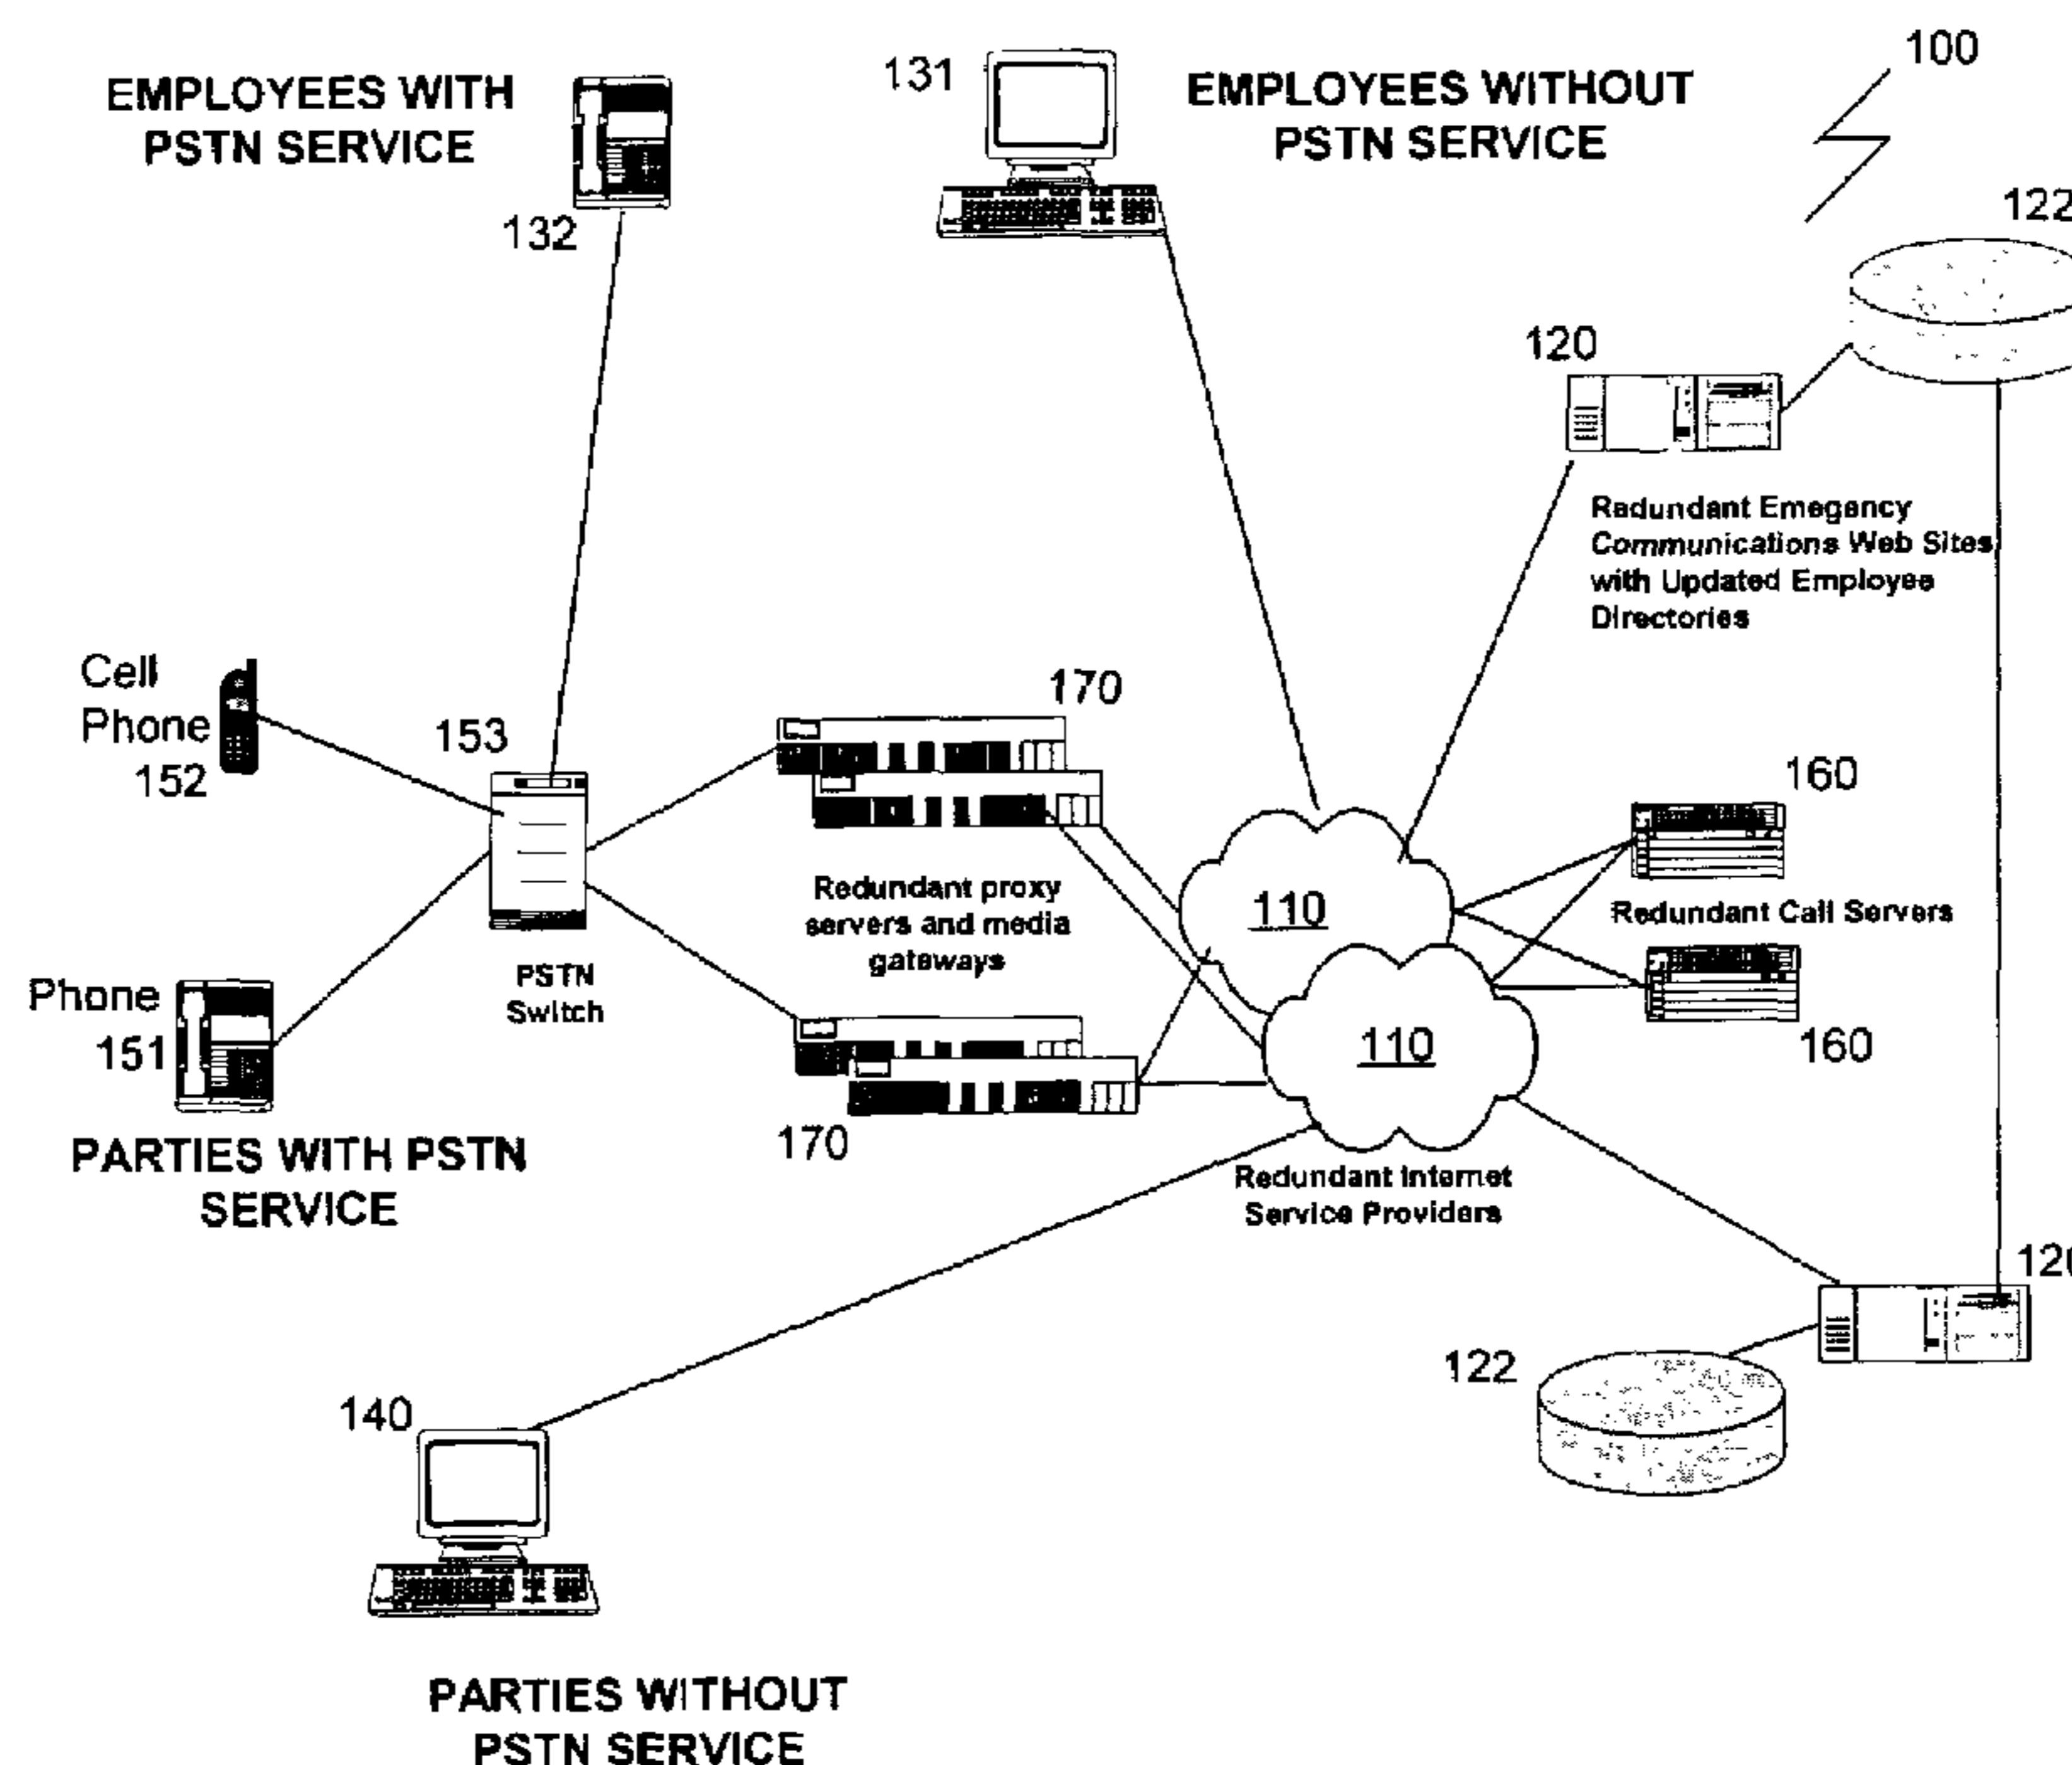 100
EMPLOYEES WITH
PSTN SERVICE
132
131
EMPLOYEES WITHOUT
PSTN SERVICE
122
120
Redundant Emegency
Communications Web Sites
with Updated Employee
Directories
Cell
Phone
152
153
170
160
Redundant proxy
servers and media
gateways
110
Redundant Call Servers
PSTN
Switch
Phone
151
110
160
170
PARTIES WITH PSTN
SERVICE
Redundant Internet
Service Providers
120
122
140
PARTIES WITHOUT
PSTN SERVICE